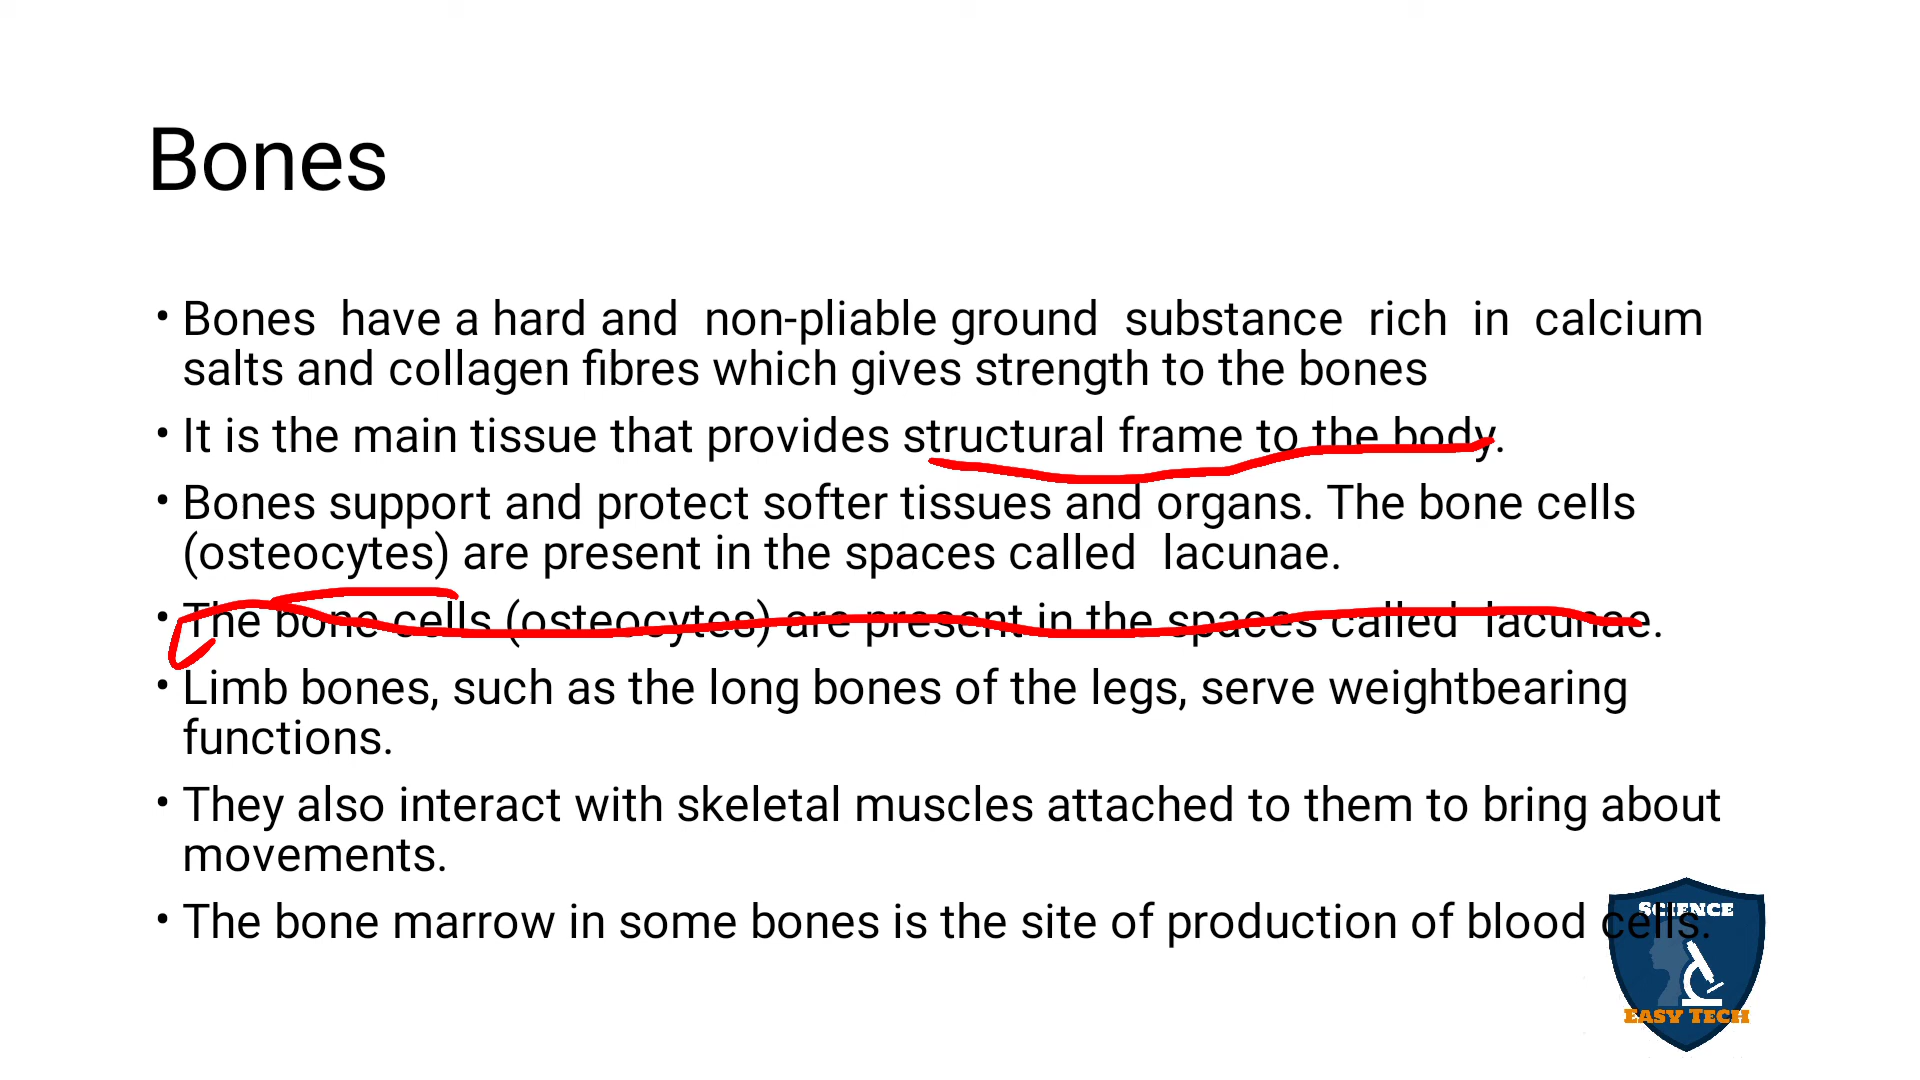 Bones
• Bones have a hard and non-pliable ground substance rich in calcium
salts and collagen fibres which gives strength to the bones
• It is the main tissue that provides structural frame to the body.
• Bones support and protect softer tissues and organs. The bone cells
(osteocytes) are present in the spaces called lacunae.
• The bone cells (osteocytes) are present in the spaces called lacunae.
• Limb bones, such as the long bones of the legs, serve weightbearing
functions.
• They also interact with skeletal muscles attached to them to bring about
movements.
• The bone marrow in some bones is the site of production of blood cells.
SCIENCE
EASY TECH